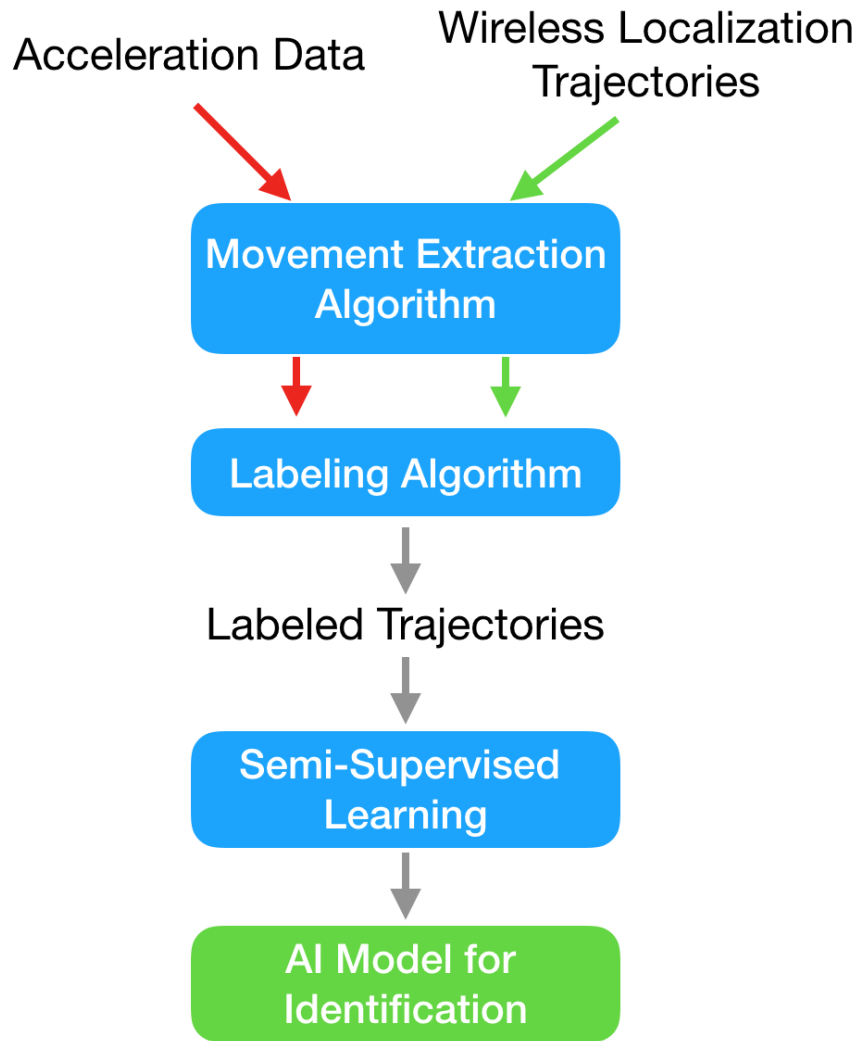 Acceleration Data
Wireless Localization
Trajectories
Movement Extraction
Algorithm
Labeling Algorithm
Labeled Trajectories
Semi-Supervised
Learning
AI Model for
Identification